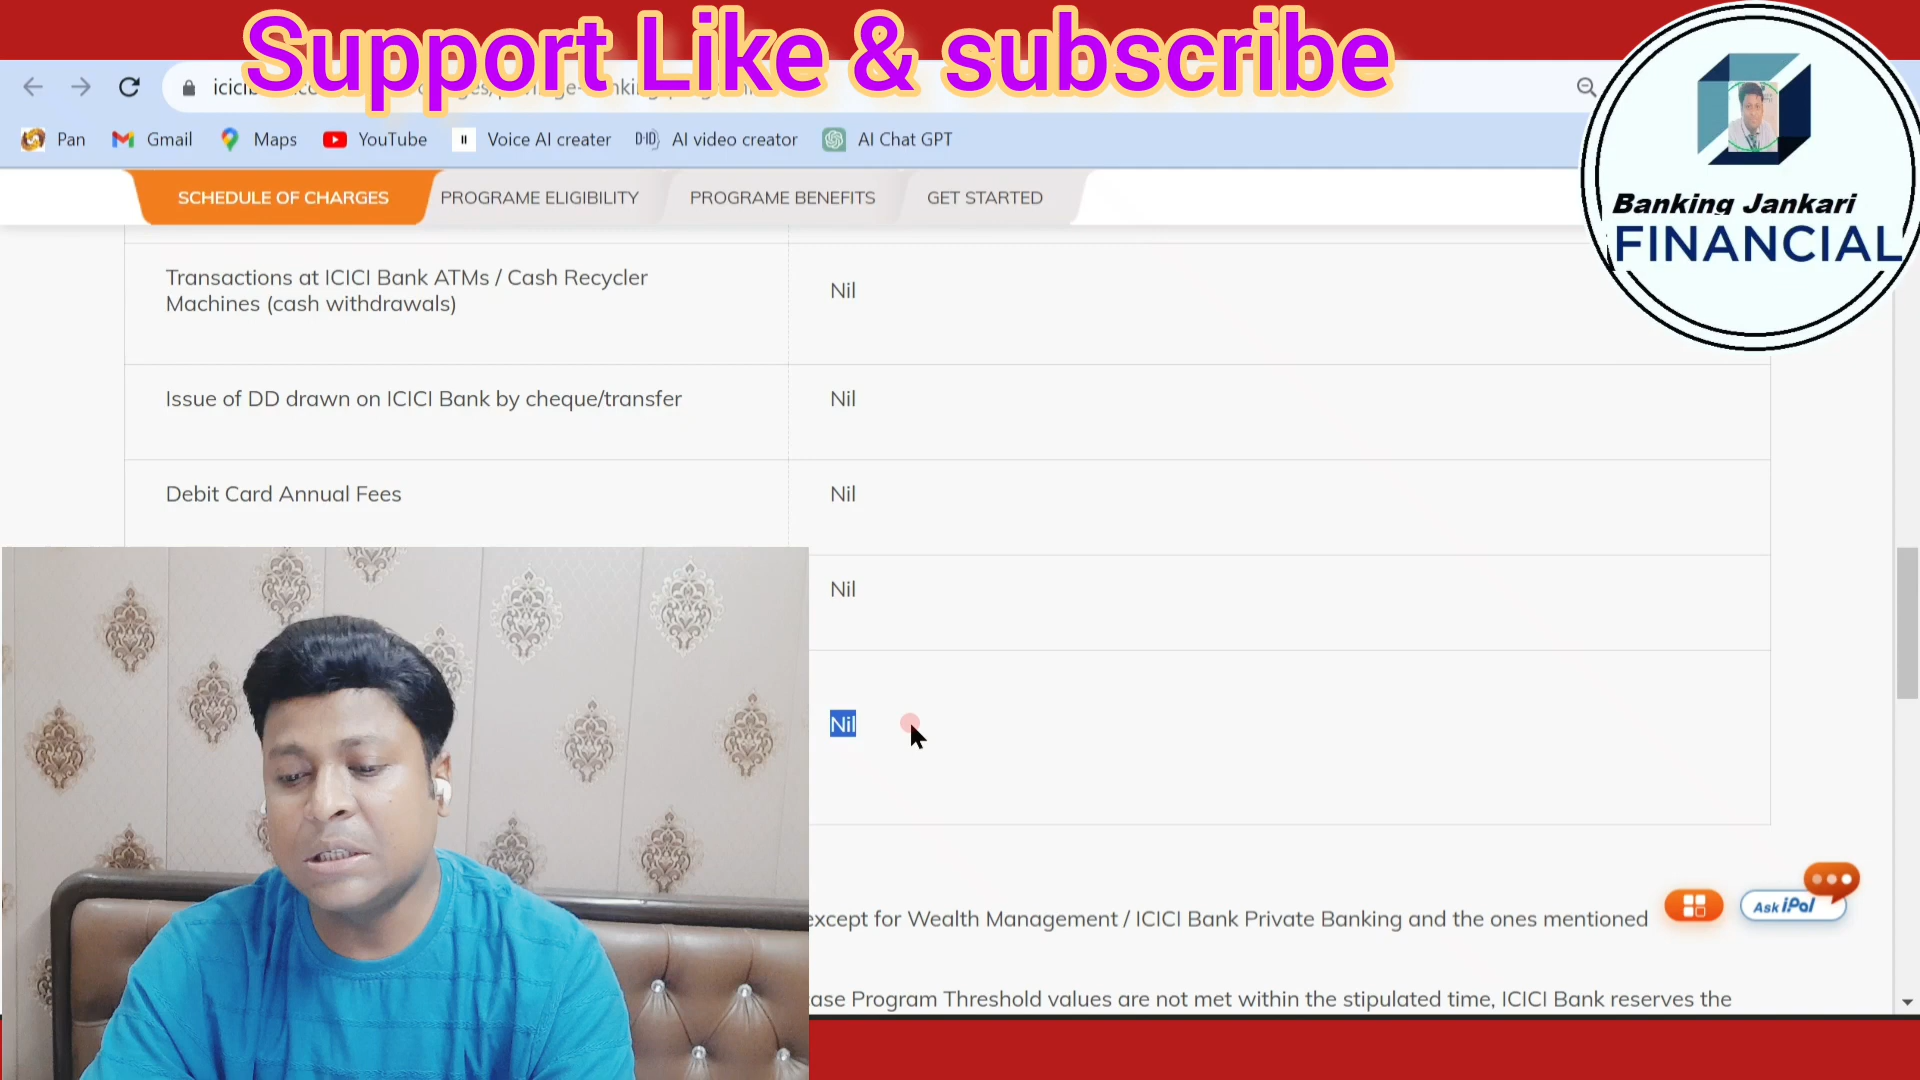 Support Like & subscribe
Pan
Gmail
Maps
YouTube
Voice AI creater
D-ID
AI video creator
AI Chat GPT
Banking Jankari
FINANCIAL
SCHEDULE OF CHARGES
PROGRAME ELIGIBILITY
PROGRAME BENEFITS
GET STARTED
Transactions at ICICI Bank ATMs / Cash Recycler
Machines (cash withdrawals)
Nil
Issue of DD drawn on ICICI Bank by cheque/transfer
Nil
Debit Card Annual Fees
Nil
Nil
Nil
except for Wealth Management / ICICI Bank Private Banking and the ones mentioned
Ask iPal
Program Threshold values are not met within the stipulated time, ICICI Bank reserves the